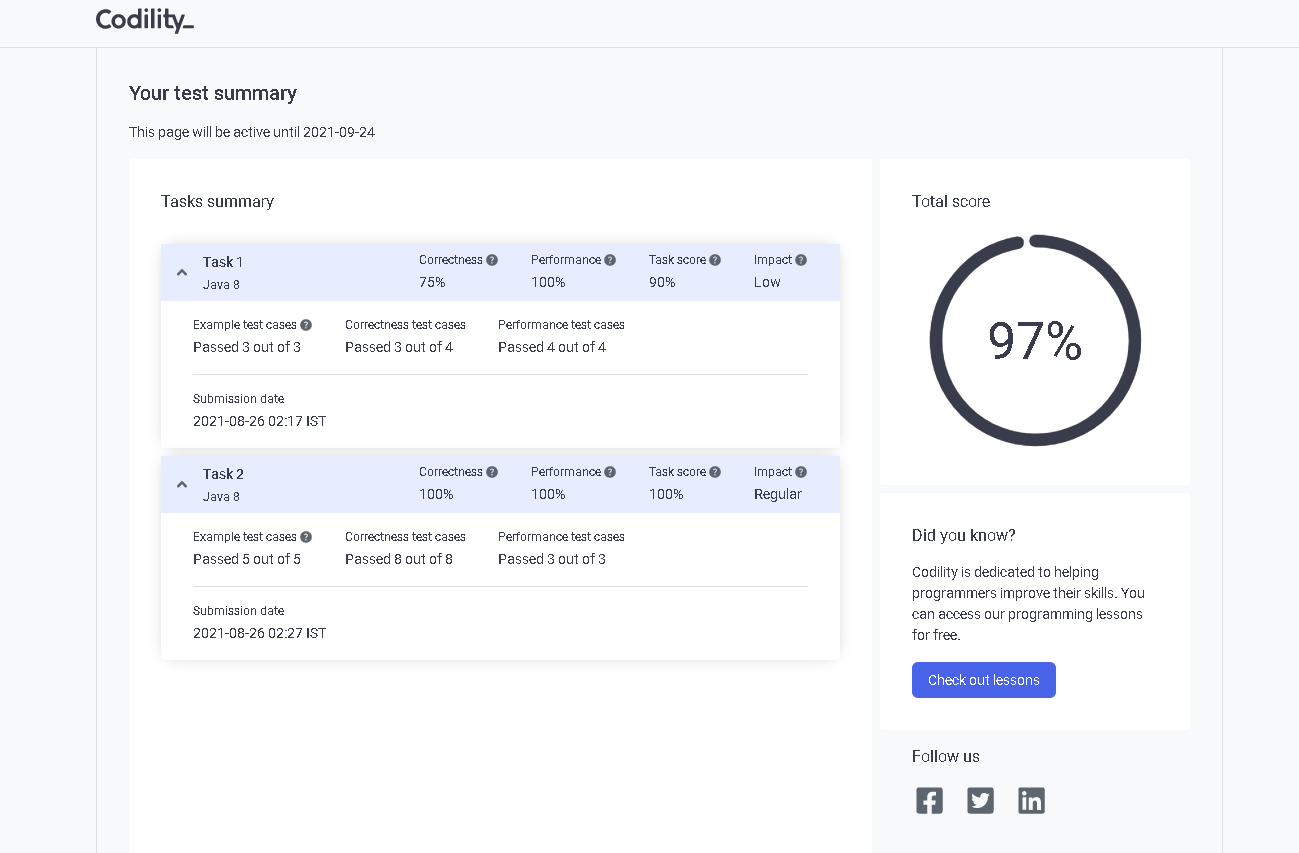 Codility_
Your test summary
This page will be active until 2021-09-24
Tasks summary
Task 1
Java 8
Correctness ?
75%
Performance ?
100%
Task score ?
90%
Impact ?
Low
Example test cases ?
Passed 3 out of 3
Correctness test cases
Passed 3 out of 4
Performance test cases
Passed 4 out of 4
Submission date
2021-08-26 02:17 IST
Task 2
Java 8
Correctness ?
100%
Performance ?
100%
Task score ?
100%
Impact ?
Regular
Example test cases ?
Passed 5 out of 5
Correctness test cases
Passed 8 out of 8
Performance test cases
Passed 3 out of 3
Submission date
2021-08-26 02:27 IST
Total score
97%
Did you know?
Codility is dedicated to helping
programmers improve their skills. You
can access our programming lessons
for free.
Check out lessons
Follow us